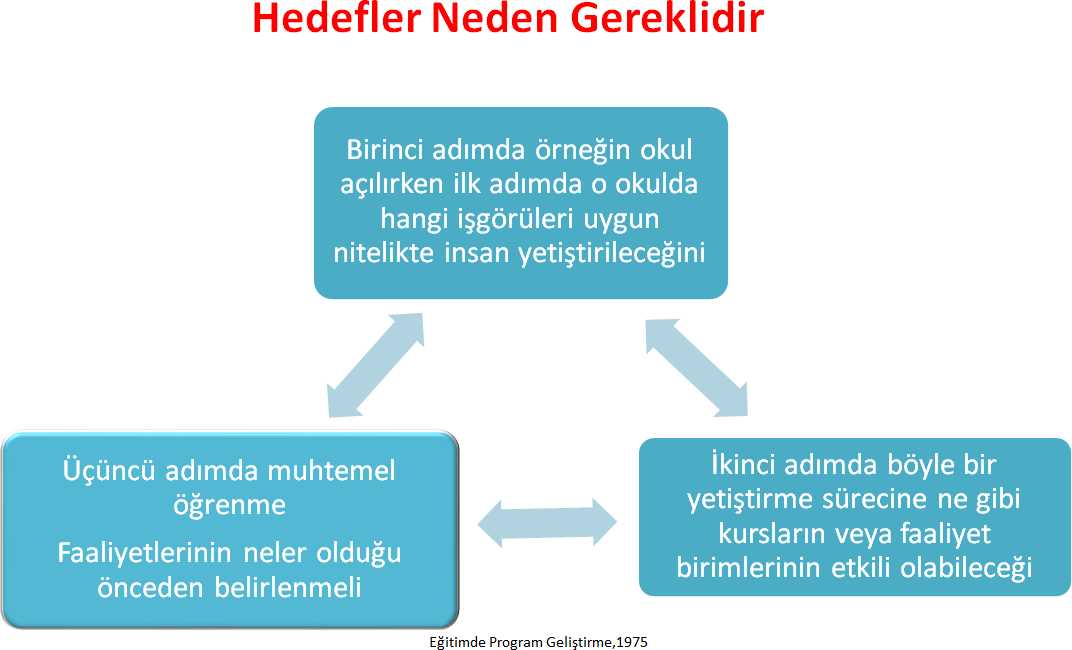 Hedefler Neden Gereklidir
Birinci adımda örneğin okul
açılırken ilk adımda o okulda
hangi işgörüleri uygun
nitelikte insan yetiştirileceğini
Üçüncü adımda muhtemel
öğrenme
Faaliyetlerinin neler olduğu
önceden belirlenmeli
İkinci adımda böyle bir
yetiştirme sürecine ne gibi
kursların veya faaliyet
birimlerinin etkili olabileceği
Eğitimde Program Geliştirme,1975